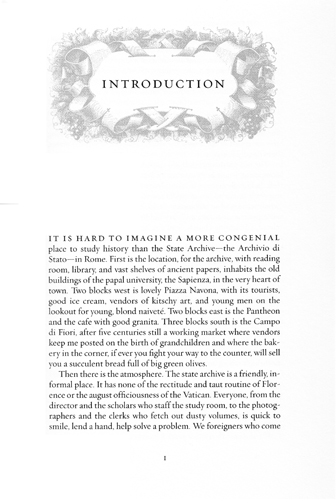 INTRODUCTION
IT IS HARD TO IMAGINE A MORE CONGENIAL
place to study history than the State Archive—the Archivio di
Stato—in Rome. First is the location, for the archive, with reading
room, library, and vast shelves of ancient papers, inhabits the old
buildings of the papal university, the Sapienza, in the very heart of
town. Two blocks west is lovely Piazza Navona, with its tourists,
good ice cream, vendors of kitschy art, and young men on the
lookout for young, blond naiveté. Two blocks east is the Pantheon
and the cafe with good granita. Three blocks south is the Campo
di Fiori, after five centuries still a working market where vendors
keep me posted on the birth of grandchildren and where the bak-
ery in the corner, if ever you fight your way to the counter, will sell
you a succulent bread full of big green olives.
Then there is the atmosphere. The state archive is a friendly, in-
formal place. It has none of the rectitude and taut routine of Flor-
ence or the august officiousness of the Vatican. Everyone, from the
director and the scholars who staff the study room, to the photog-
raphers and the clerks who fetch out dusty volumes, is quick to
smile, lend a hand, help solve a problem. We foreigners who come
1